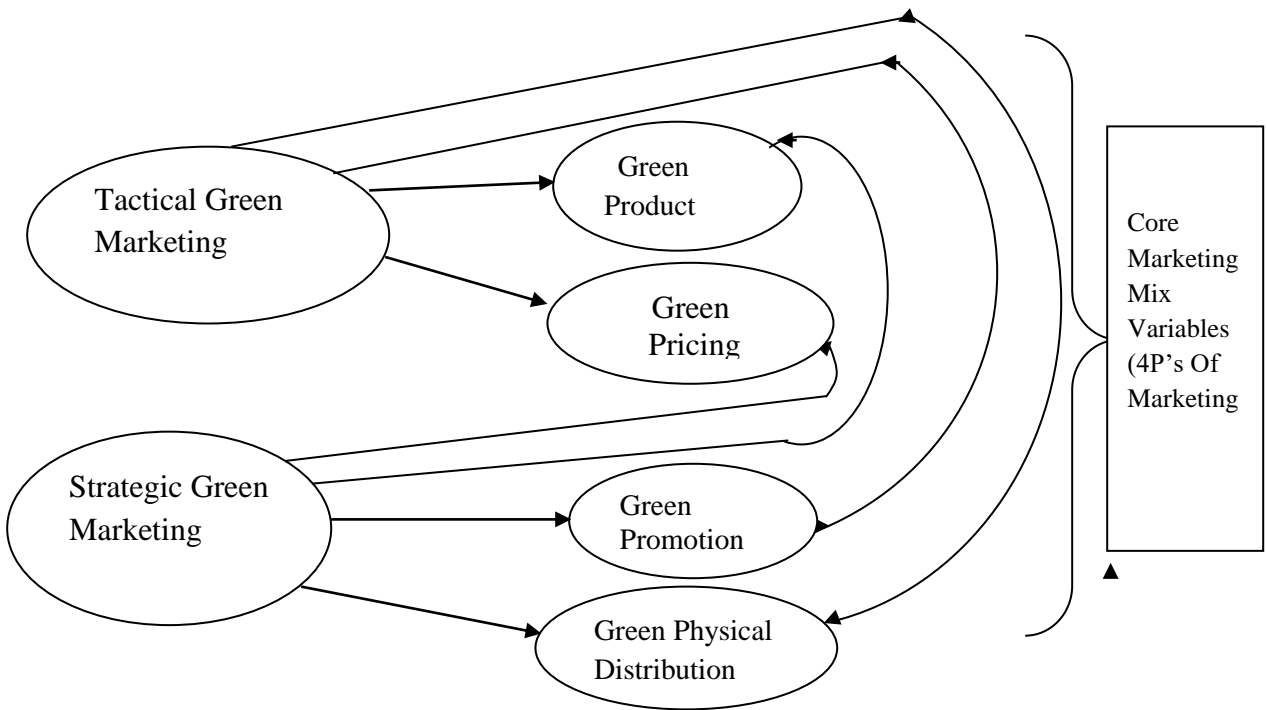 Tactical Green
Marketing
Green
Product
Green
Pricing
Strategic Green
Marketing
Green
Promotion
Green Physical
Distribution
Core
Marketing
Mix
Variables
(4P’s Of
Marketing